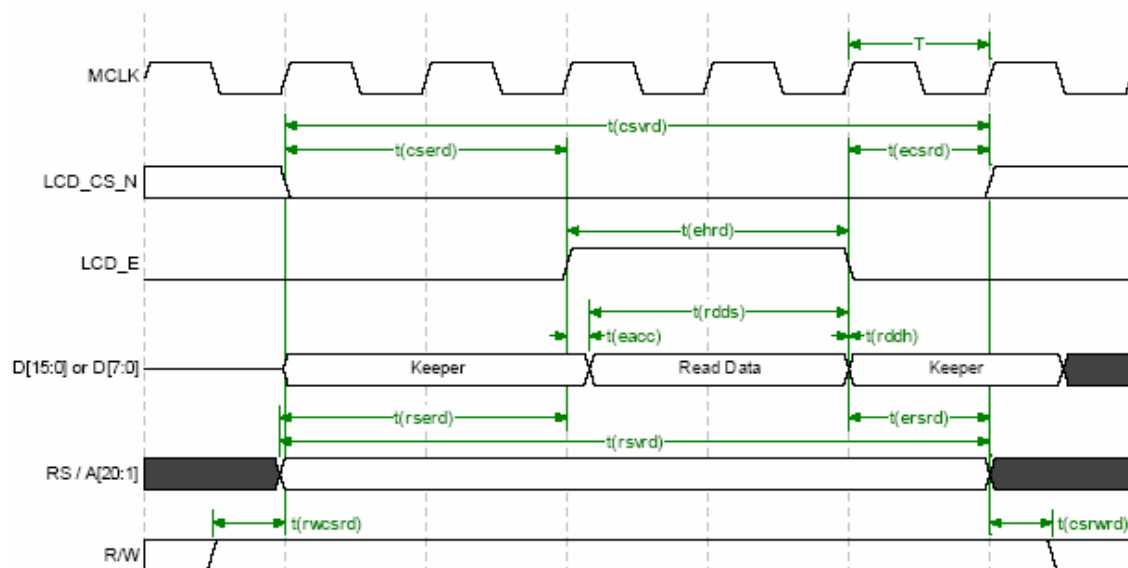 T
MCLK
t(csvrd)
t(cserd) t(ecsrd)
LCD_CS_N
t(ehrd)
LCD_E
t(rdds)
t(eacc) t(rddh)
D[15:0] or D[7:0] Keeper Read Data Keeper
t(rserd) t(ersrd)
t(rsvrd)
RS / A[20:1]
t(rwcsrd) t(csrwrd)
R/W